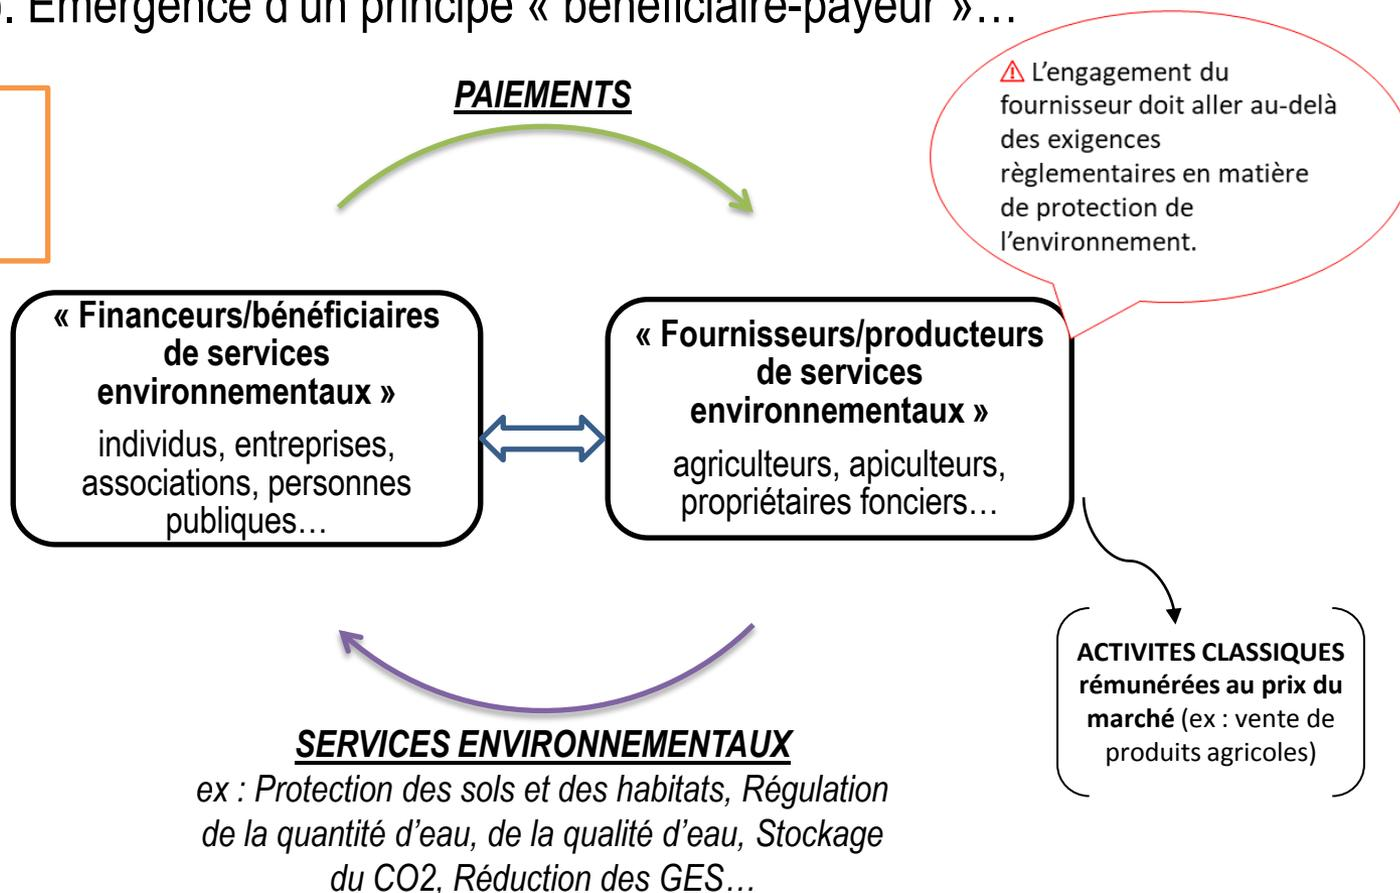 . Emergence d'un principe « bénéficiaire-payeur »…
PAIEMENTS
⚠ L'engagement du
fournisseur doit aller au-delà
des exigences
règlementaires en matière
de protection de
l'environnement.
« Financeurs/bénéficiaires
de services
environnementaux »
individus, entreprises,
associations, personnes
publiques…
« Fournisseurs/producteurs
de services
environnementaux »
agriculteurs, apiculteurs,
propriétaires fonciers…
ACTIVITES CLASSIQUES
rémunérées au prix du
marché (ex : vente de
produits agricoles)
SERVICES ENVIRONNEMENTAUX
ex : Protection des sols et des habitats, Régulation
de la quantité d'eau, de la qualité d'eau, Stockage
du CO2, Réduction des GES…